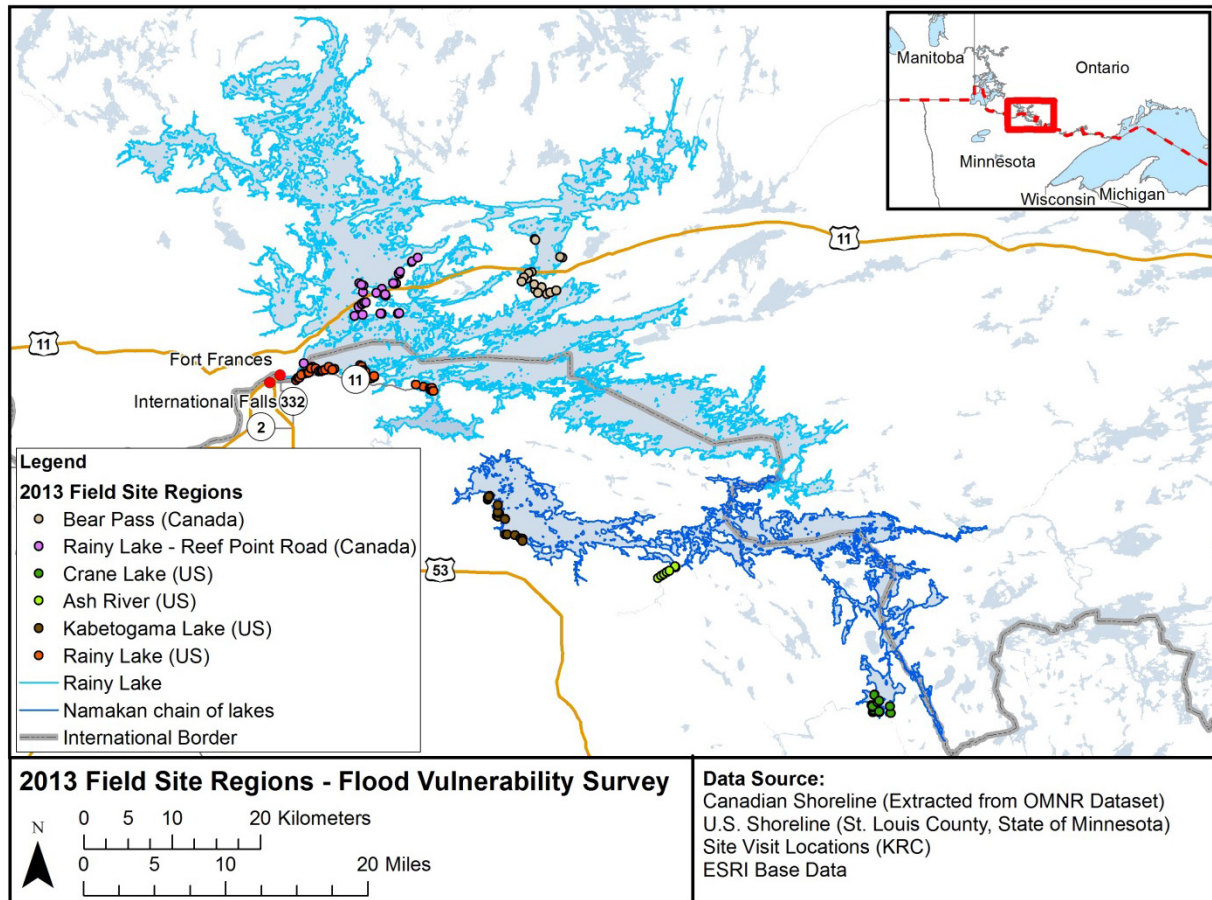 Manitoba
Ontario
Minnesota
Wisconsin
Michigan
11
11
Fort Frances
11
International Falls
332
2
53
Legend
2013 Field Site Regions
Bear Pass (Canada)
Rainy Lake - Reef Point Road (Canada)
Crane Lake (US)
Ash River (US)
Kabetogama Lake (US)
Rainy Lake (US)
Rainy Lake
Namakan chain of lakes
International Border
2013 Field Site Regions - Flood Vulnerability Survey
N
0 5 10 20 Kilometers
0 5 10 20 Miles
Data Source:
Canadian Shoreline (Extracted from OMNR Dataset)
U.S. Shoreline (St. Louis County, State of Minnesota)
Site Visit Locations (KRC)
ESRI Base Data